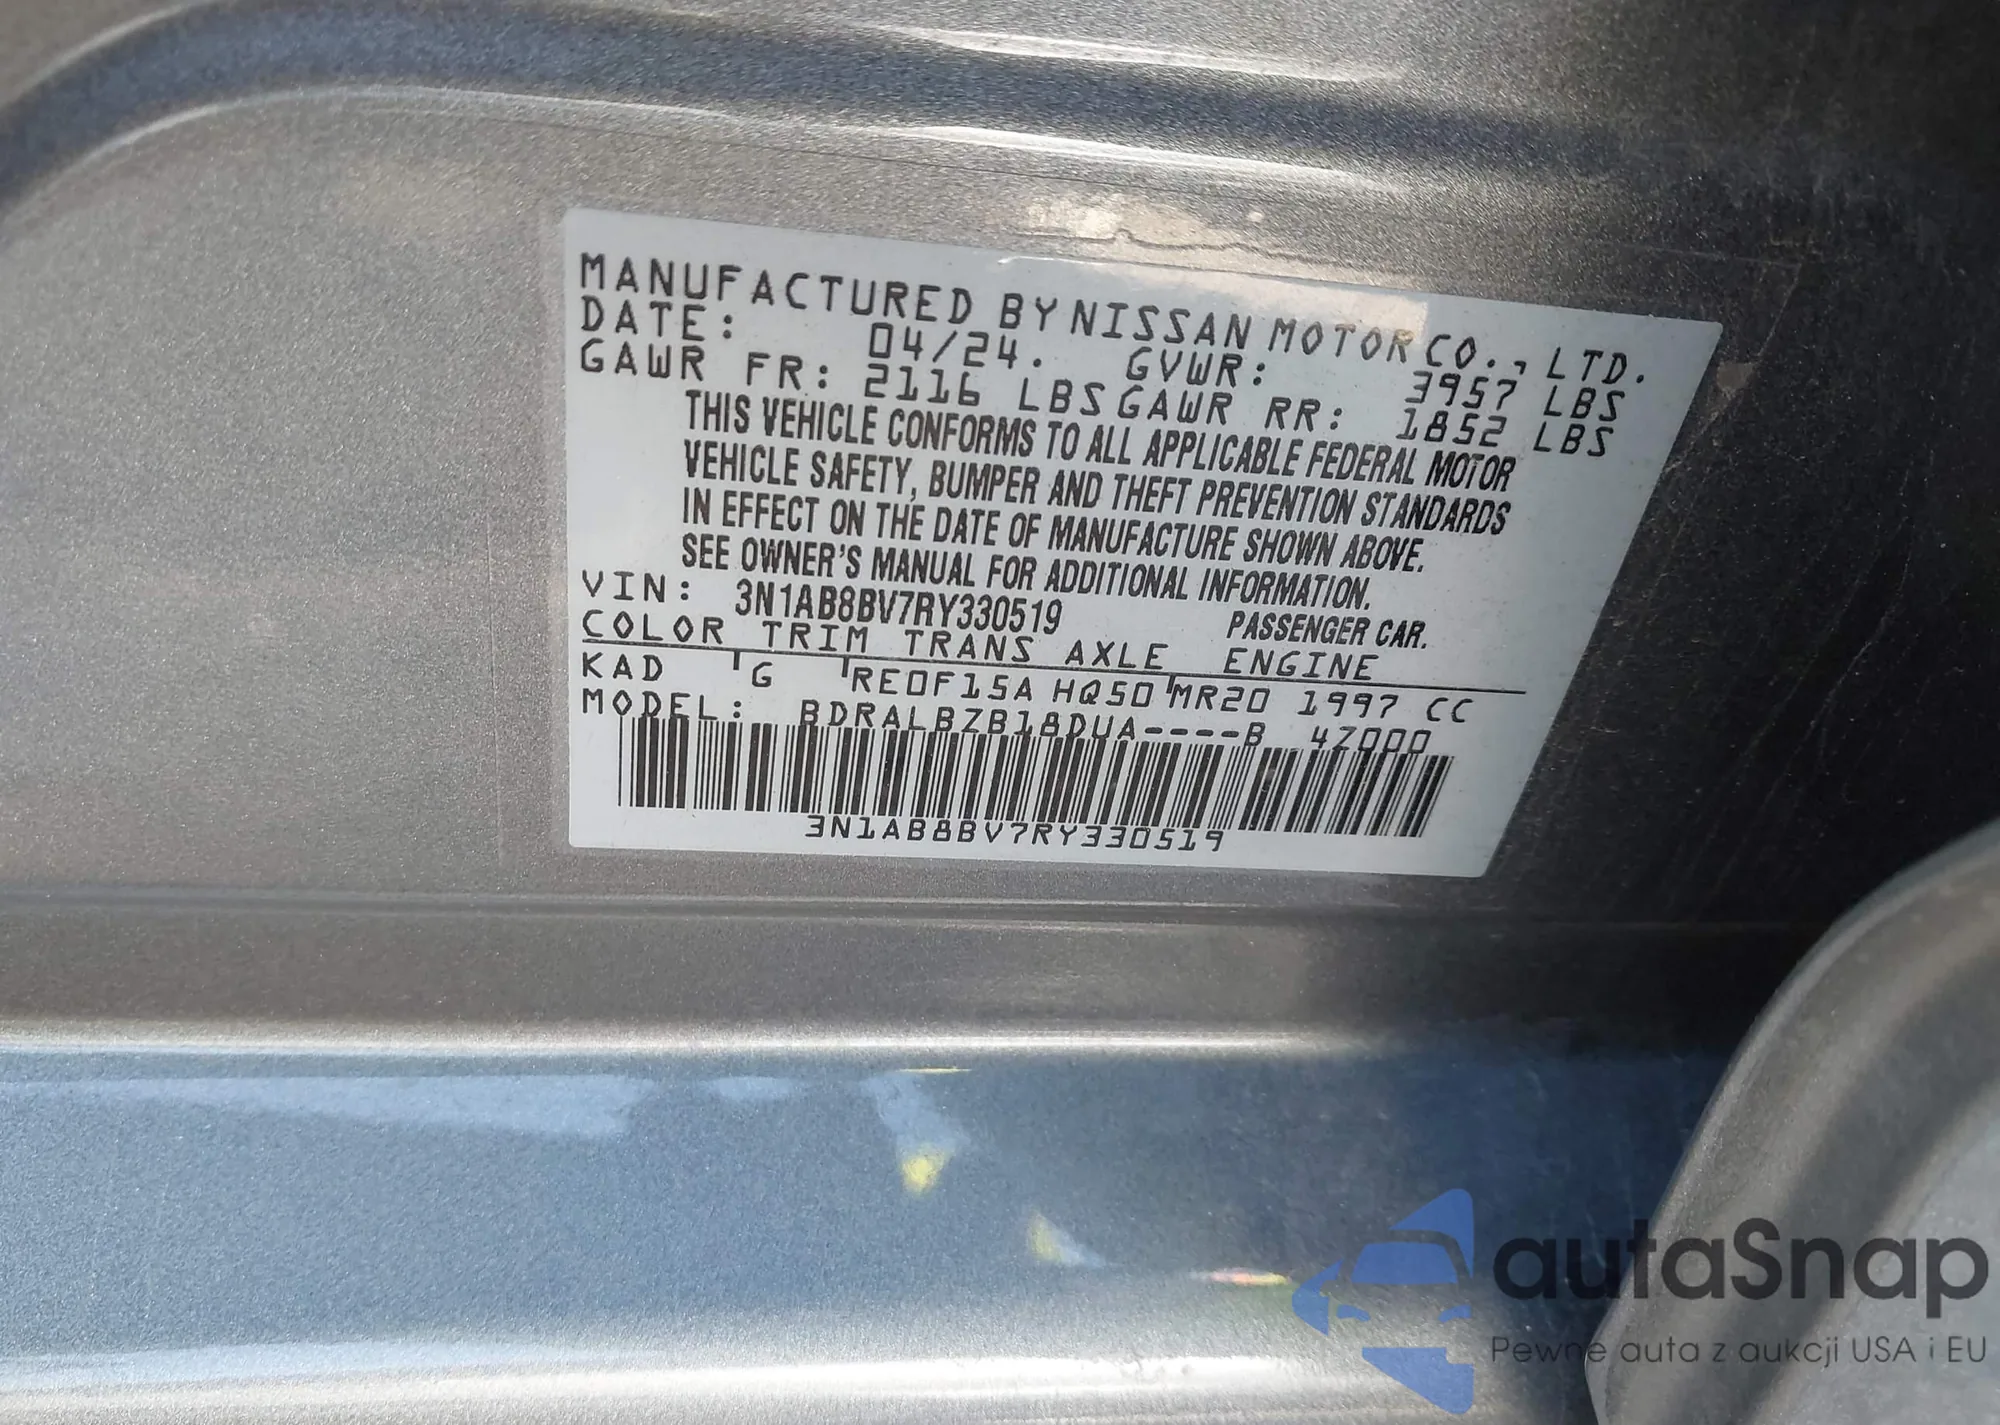 MANUFACTURED BY NISSAN MOTOR CO., LTD.
DATE: 04/24. GVWR: 3957 LBS
GAWR FR: 2116 LBS GAWR RR: 1852 LBS
THIS VEHICLE CONFORMS TO ALL APPLICABLE FEDERAL MOTOR
VEHICLE SAFETY, BUMPER AND THEFT PREVENTION STANDARDS
IN EFFECT ON THE DATE OF MANUFACTURE SHOWN ABOVE.
SEE OWNER'S MANUAL FOR ADDITIONAL INFORMATION.
VIN: 3N1AB8BV7RY330519 PASSENGER CAR.
COLOR TRIM TRANS AXLE ENGINE
KAD G RE0F15A HQ50 MR20 1997 CC
MODEL: BDRALBZB18DUA----B 4Z000
3N1AB8BV7RY330519
autaSnap
Pewne auta z aukcji USA i EU